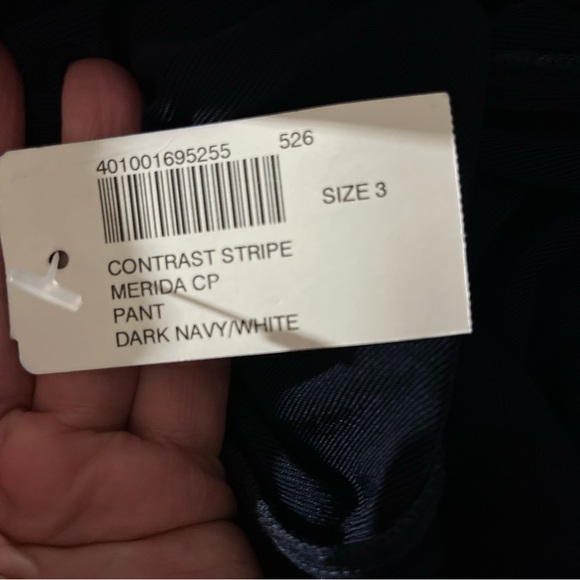 401001695255 526
SIZE 3
CONTRAST STRIPE
MERIDA CP
PANT
DARK NAVY/WHITE